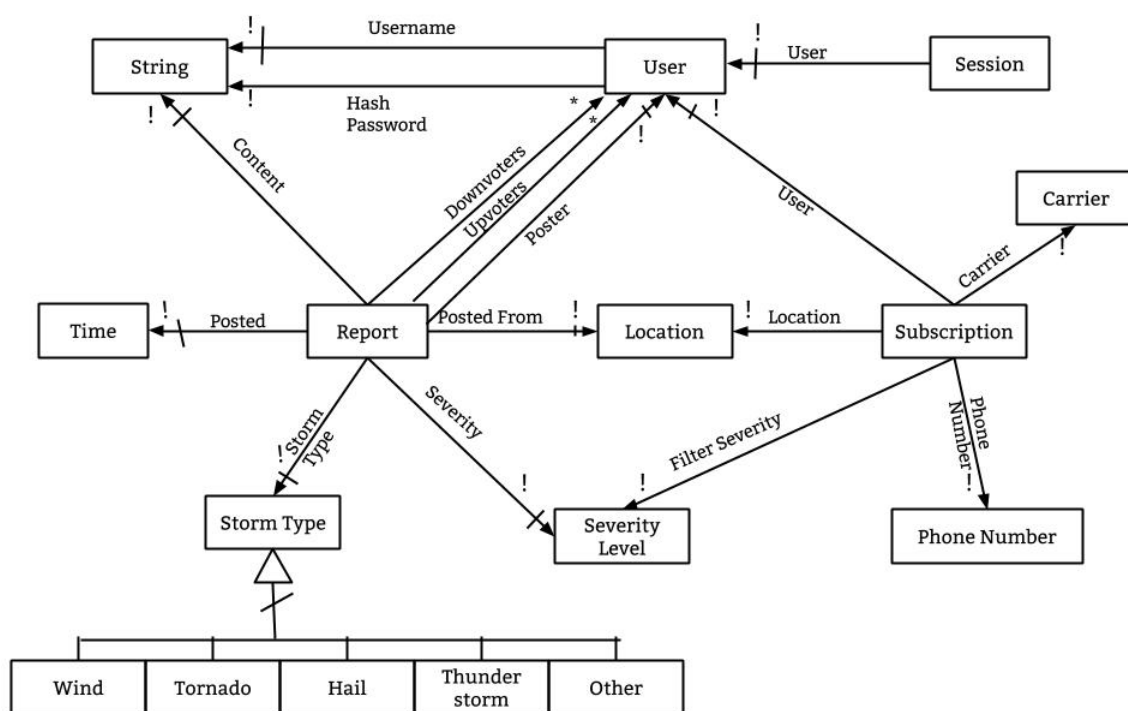 !
Username
!
String
User
User
Session
!
Hash
Password
*
*
!
!
!
Content
Downvoters
Upvoters
Poster
User
Carrier
Carrier
!
!
Posted
Time
Report
Posted From
!
Location
!
Location
Subscription
Storm
Type
!
Severity
!
Filter Severity
!
Phone
Number
!
Storm Type
Severity
Level
Phone Number
Wind
Tornado
Hail
Thunder
storm
Other